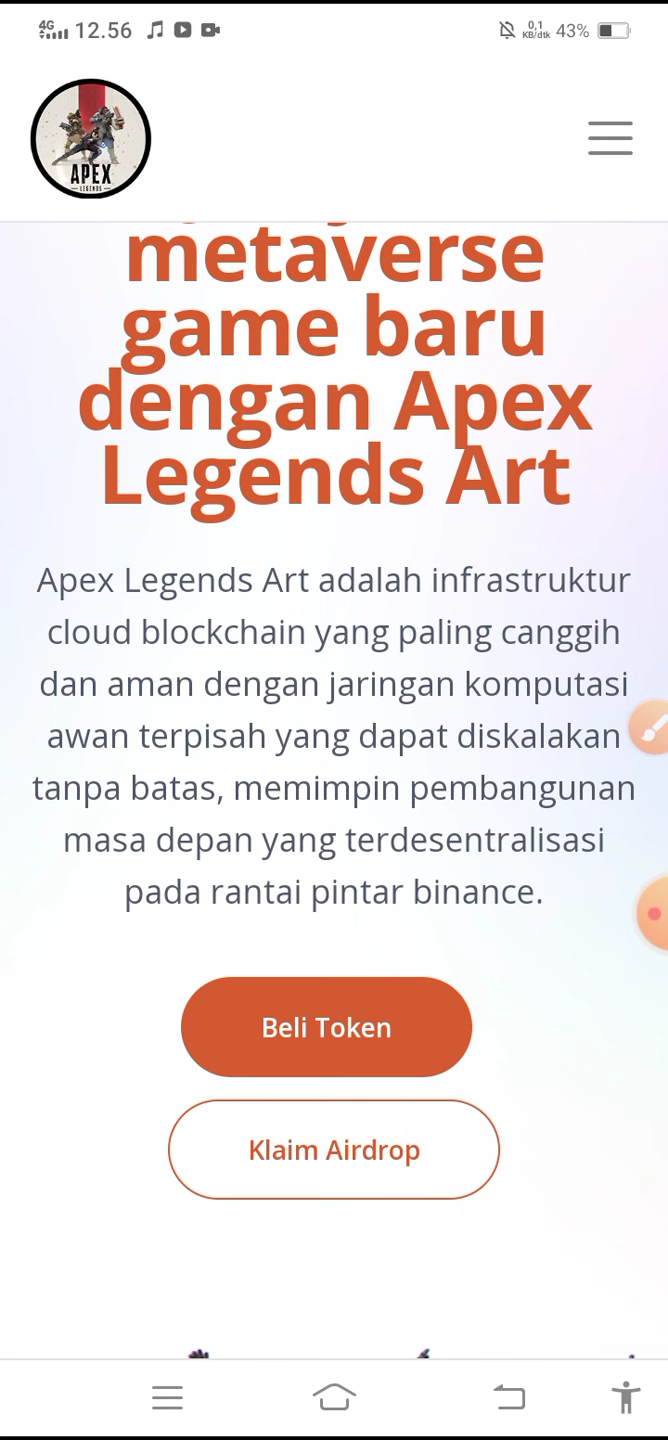 4G 12.56 0,1 KB/dtk 43%
APEX
LEGENDS
metaverse
game baru
dengan Apex
Legends Art
Apex Legends Art adalah infrastruktur
cloud blockchain yang paling canggih
dan aman dengan jaringan komputasi
awan terpisah yang dapat diskalakan
tanpa batas, memimpin pembangunan
masa depan yang terdesentralisasi
pada rantai pintar binance.
Beli Token
Klaim Airdrop